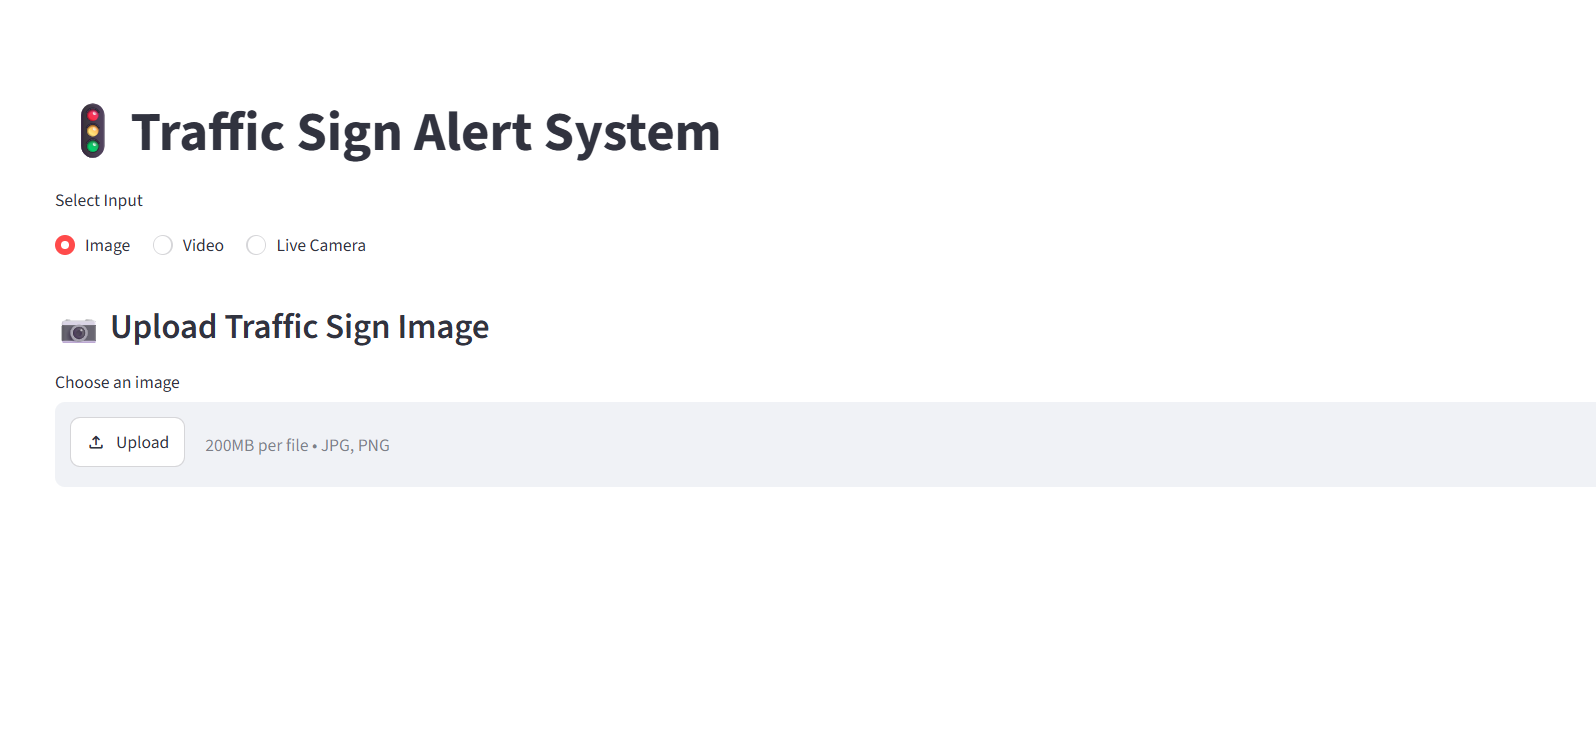 🚦 Traffic Sign Alert System
Select Input
Image Video Live Camera
📷 Upload Traffic Sign Image
Choose an image
Upload 200MB per file • JPG, PNG